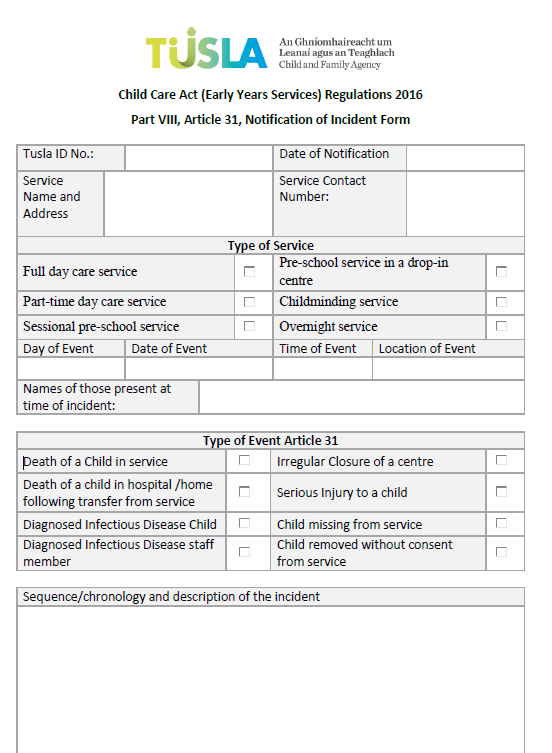 TUSLA
An Ghníomhaireacht um
Leanaí agus an Teaghlach
Child and Family Agency
Child Care Act (Early Years Services) Regulations 2016
Part VIII, Article 31, Notification of Incident Form
Tusla ID No.:
Date of Notification
Service
Name and
Address
Service Contact
Number:
Type of Service
Full day care service
Pre-school service in a drop-in
centre
Part-time day care service
Childminding service
Sessional pre-school service
Overnight service
Day of Event
Date of Event
Time of Event
Location of Event
Names of those present at
time of incident:
Type of Event Article 31
Death of a Child in service
Irregular Closure of a centre
Death of a child in hospital /home
following transfer from service
Serious Injury to a child
Diagnosed Infectious Disease Child
Child missing from service
Diagnosed Infectious Disease staff
member
Child removed without consent
from service
Sequence/chronology and description of the incident